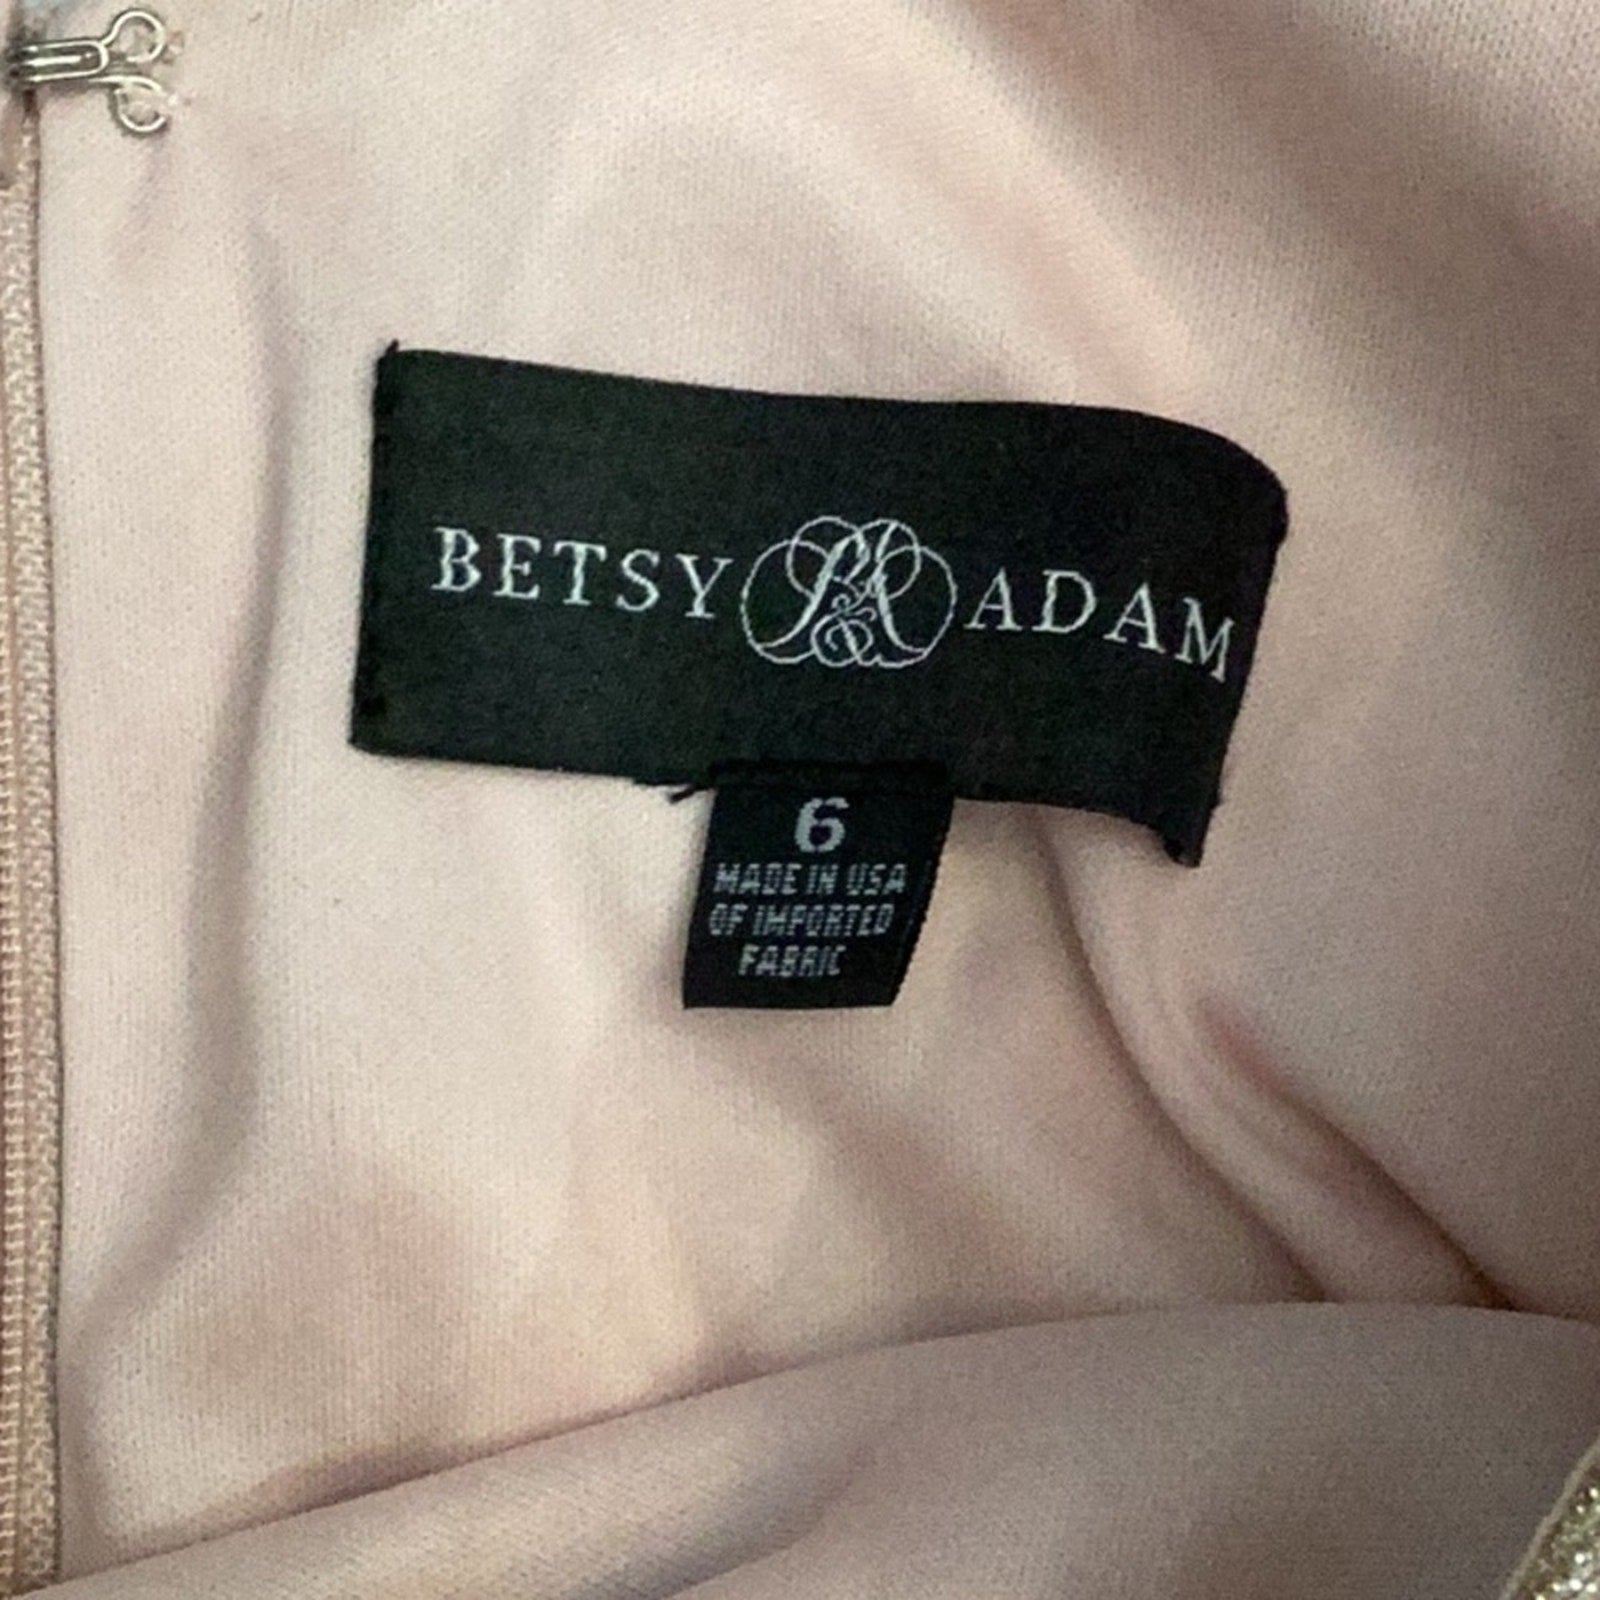 BETSY B&A ADAM
6
MADE IN USA
OF IMPORTED
FABRIC